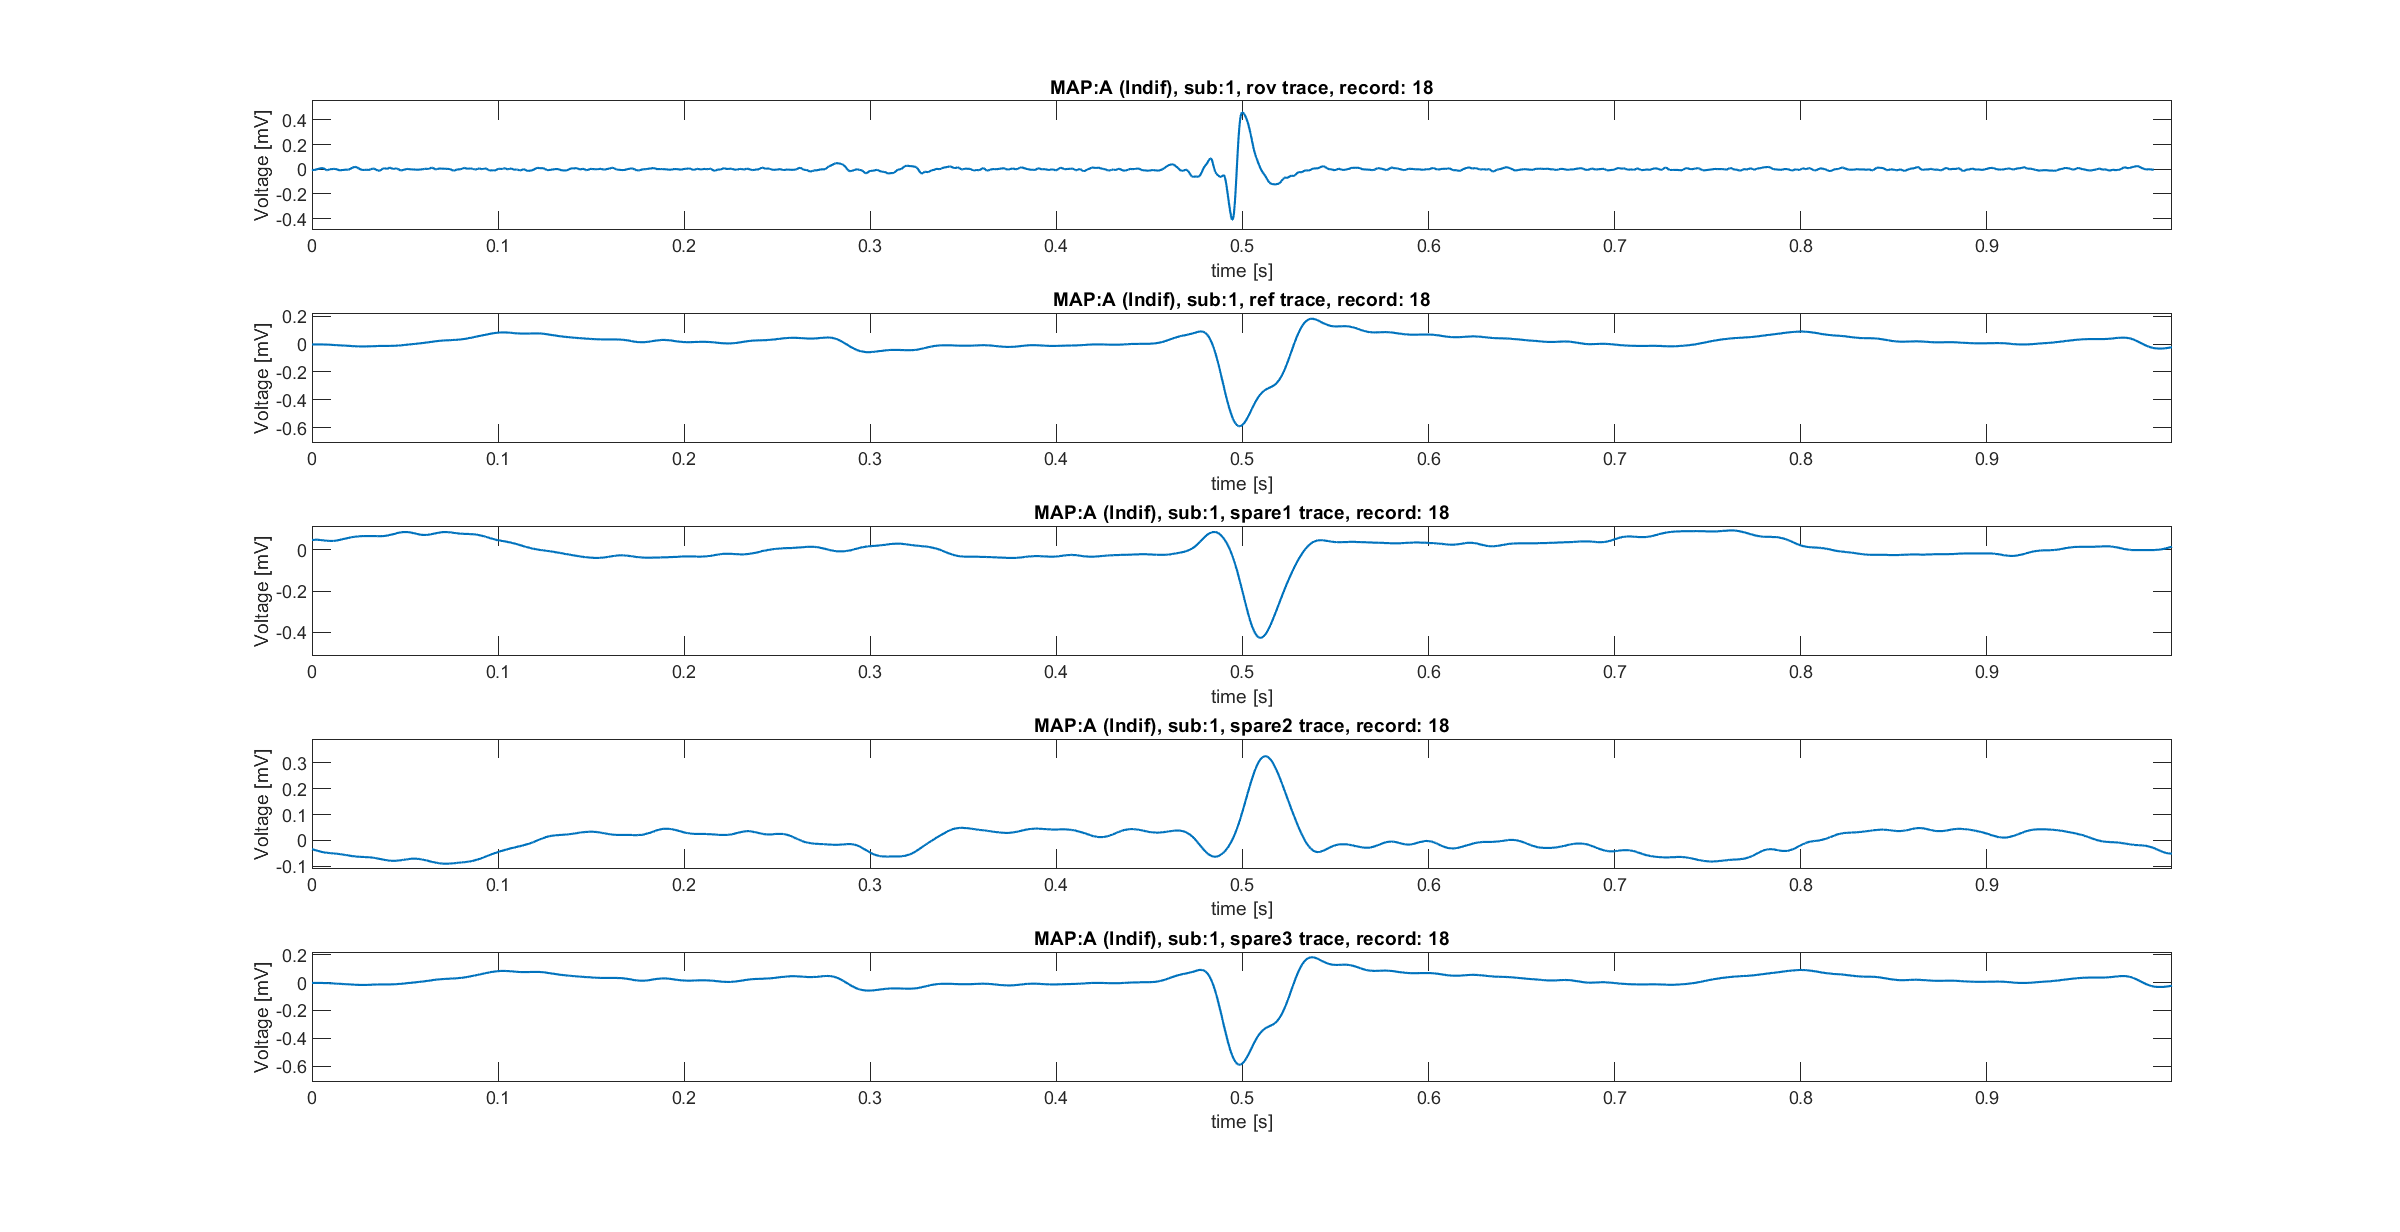 MAP:A (Indif), sub:1, rov trace, record: 18
Voltage [mV]
0.4
0.2
0
-0.2
-0.4
0 0.1 0.2 0.3 0.4 0.5 0.6 0.7 0.8 0.9
time [s]
MAP:A (Indif), sub:1, ref trace, record: 18
Voltage [mV]
0.2
0
-0.2
-0.4
-0.6
0 0.1 0.2 0.3 0.4 0.5 0.6 0.7 0.8 0.9
time [s]
MAP:A (Indif), sub:1, spare1 trace, record: 18
Voltage [mV]
0
-0.2
-0.4
0 0.1 0.2 0.3 0.4 0.5 0.6 0.7 0.8 0.9
time [s]
MAP:A (Indif), sub:1, spare2 trace, record: 18
Voltage [mV]
0.3
0.2
0.1
0
-0.1
0 0.1 0.2 0.3 0.4 0.5 0.6 0.7 0.8 0.9
time [s]
MAP:A (Indif), sub:1, spare3 trace, record: 18
Voltage [mV]
0.2
0
-0.2
-0.4
-0.6
0 0.1 0.2 0.3 0.4 0.5 0.6 0.7 0.8 0.9
time [s]